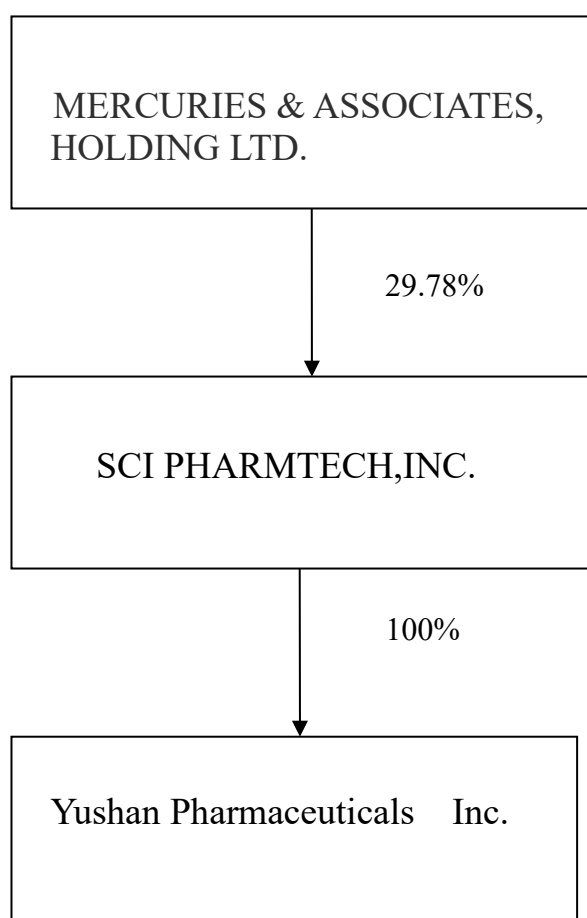 MERCURIES & ASSOCIATES,
HOLDING LTD.
29.78%
SCI PHARMTECH,INC.
100%
Yushan Pharmaceuticals Inc.